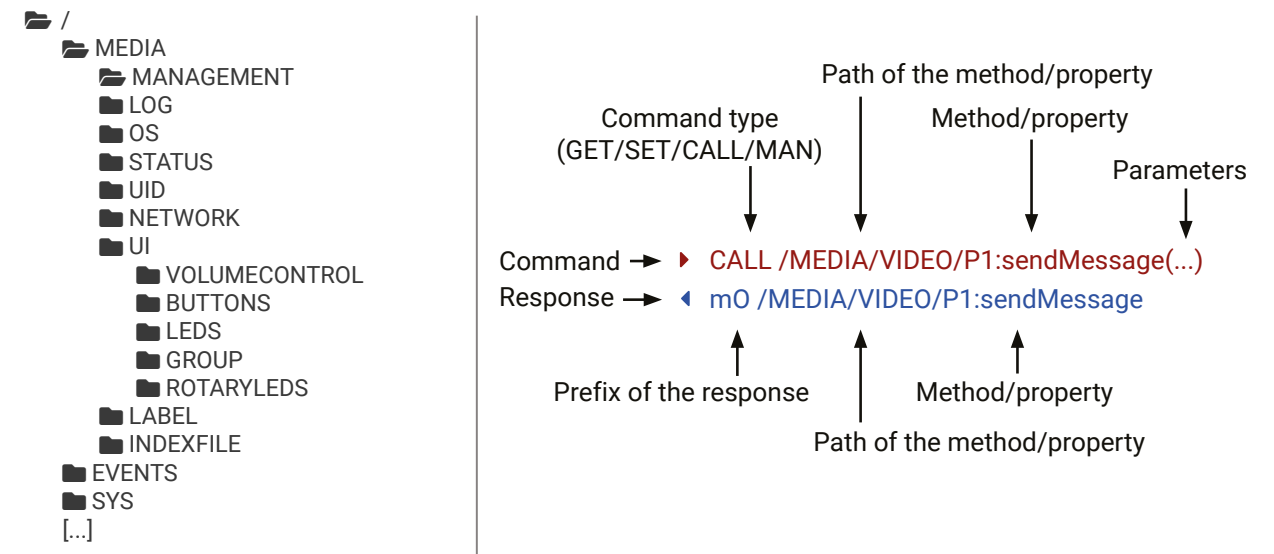 /
MEDIA
MANAGEMENT
LOG
OS
STATUS
UID
NETWORK
UI
VOLUMECONTROL
BUTTONS
LEDS
GROUP
ROTARYLEDS
LABEL
INDEXFILE
EVENTS
SYS
[...]
Path of the method/property
Command type
(GET/SET/CALL/MAN)
Method/property
Parameters
Command
CALL /MEDIA/VIDEO/P1:sendMessage(...)
Response
mO /MEDIA/VIDEO/P1:sendMessage
Prefix of the response
Method/property
Path of the method/property